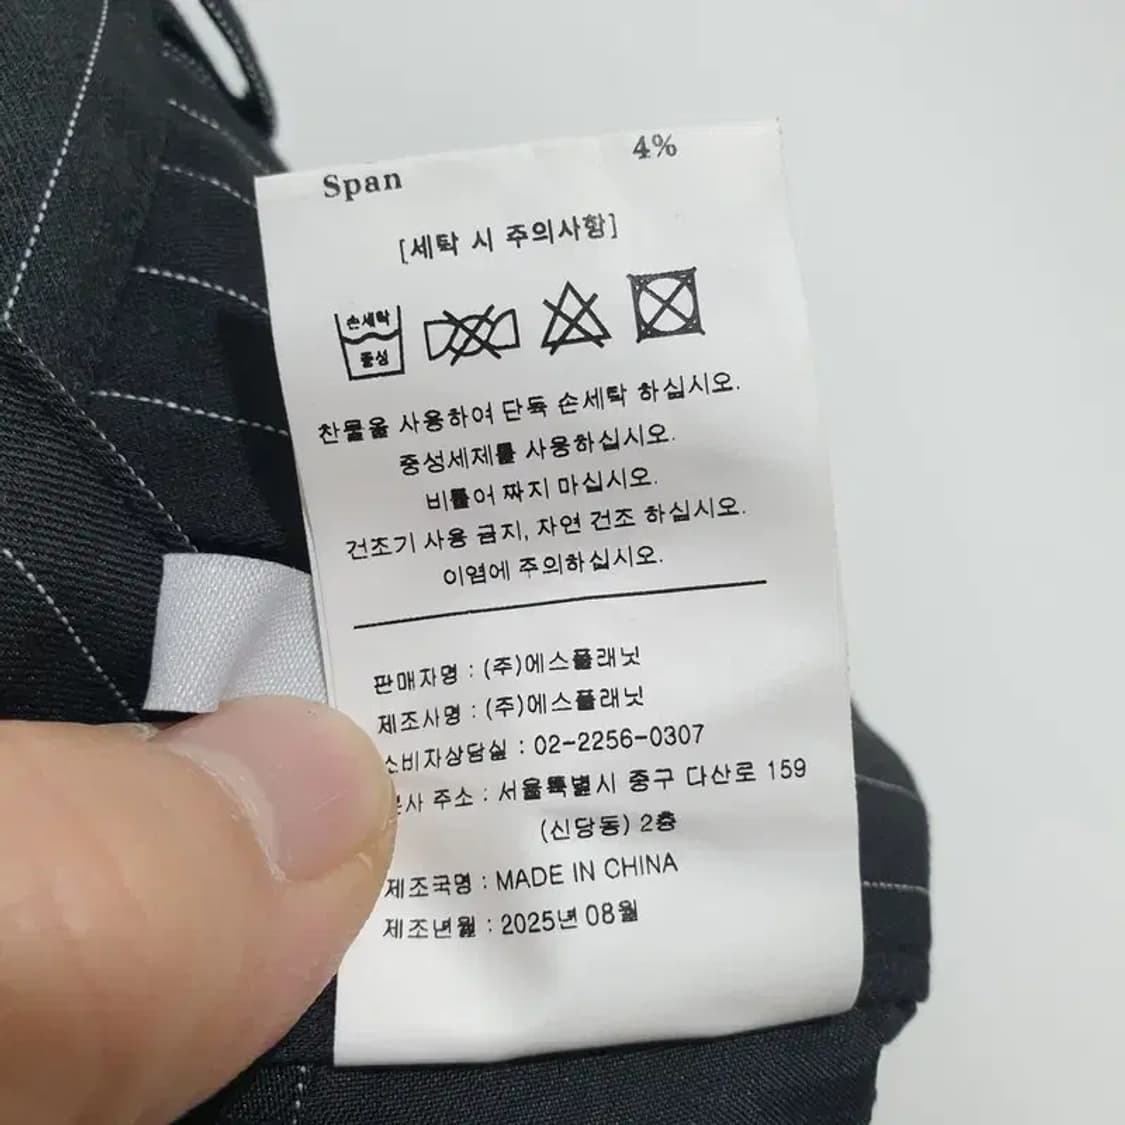 Span 4%
[세탁 시 주의사항]
손세탁
중성
찬물을 사용하여 단독 손세탁 하십시오.
중성세제를 사용하십시오.
비틀어 짜지 마십시오.
건조기 사용 금지, 자연 건조 하십시오.
이염에 주의하십시오.
판매자명 : (주)에스플래닛
제조사명 : (주)에스플래닛
소비자상담실 : 02-2256-0307
본사 주소 : 서울특별시 중구 다산로 159
(신당동) 2층
제조국명 : MADE IN CHINA
제조년월 : 2025년 08월